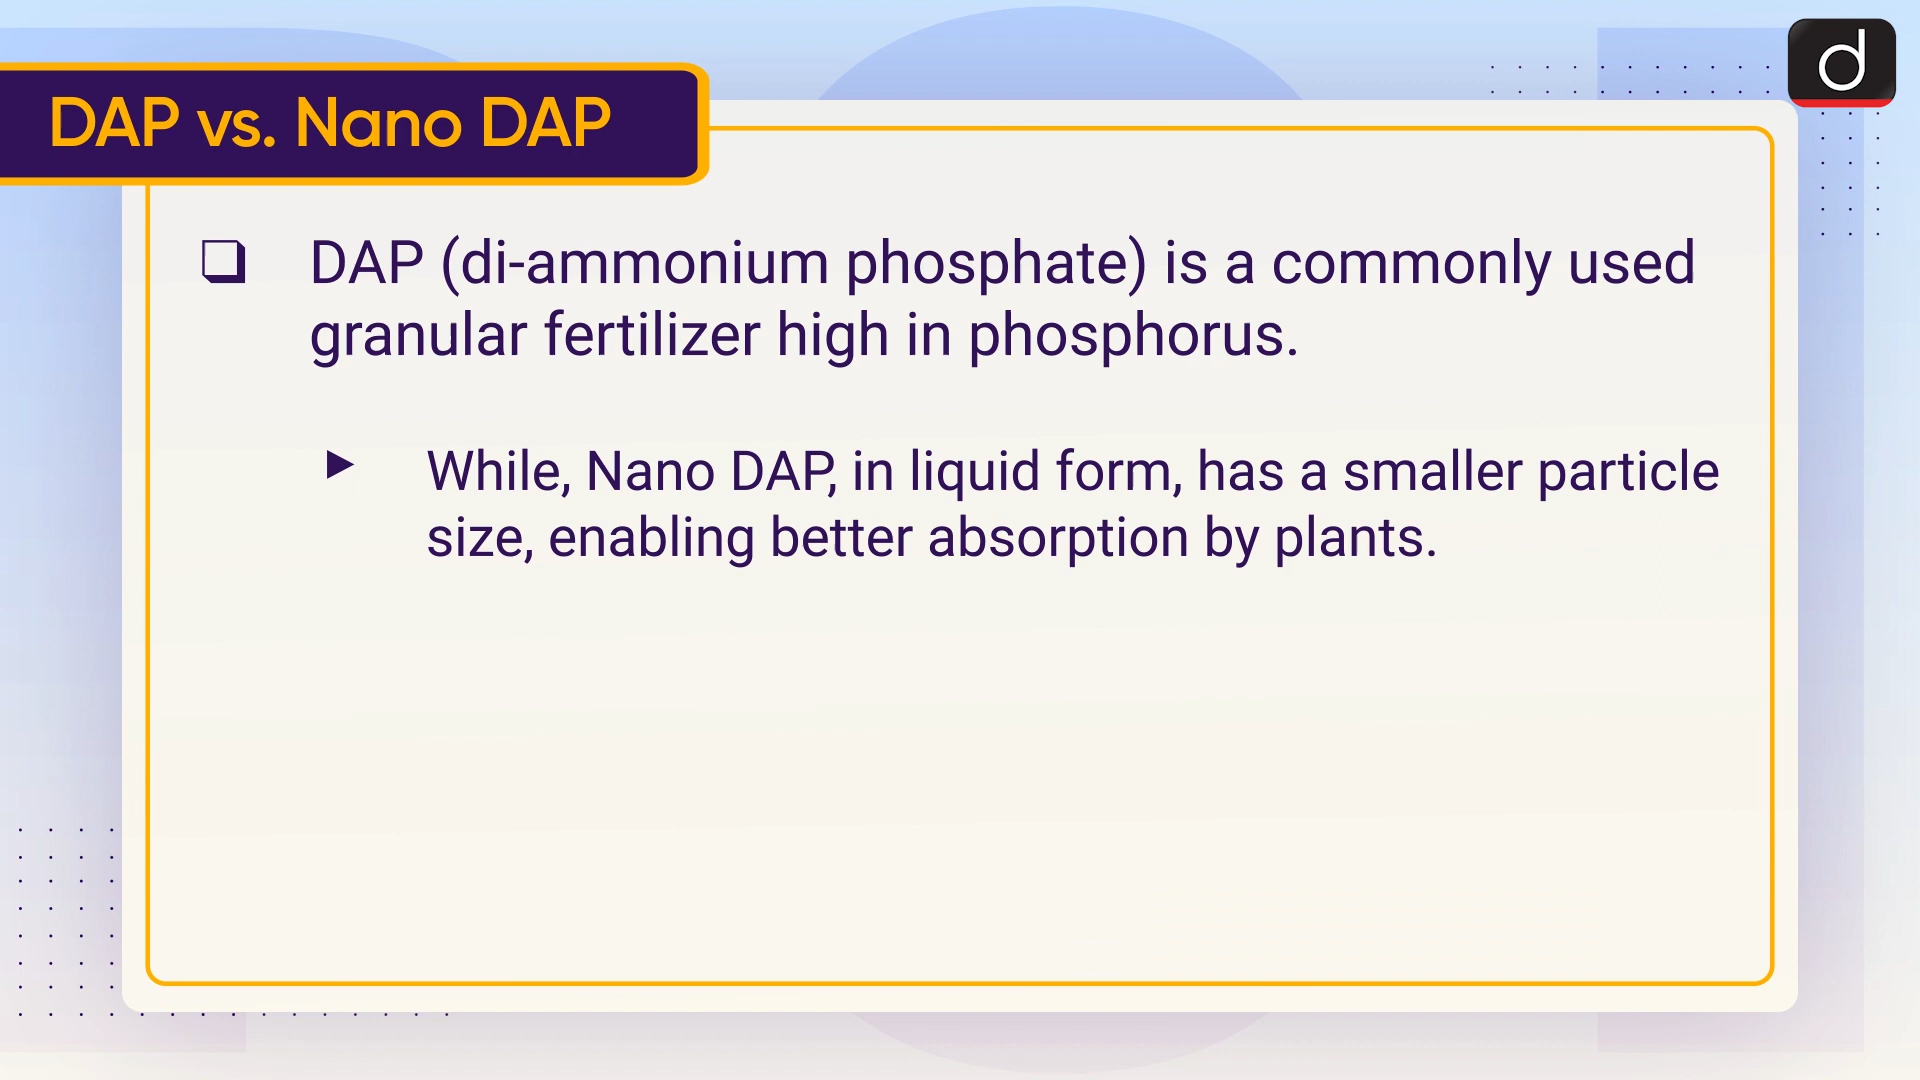 DAP vs. Nano DAP
d
DAP (di-ammonium phosphate) is a commonly used
granular fertilizer high in phosphorus.
While, Nano DAP, in liquid form, has a smaller particle
size, enabling better absorption by plants.